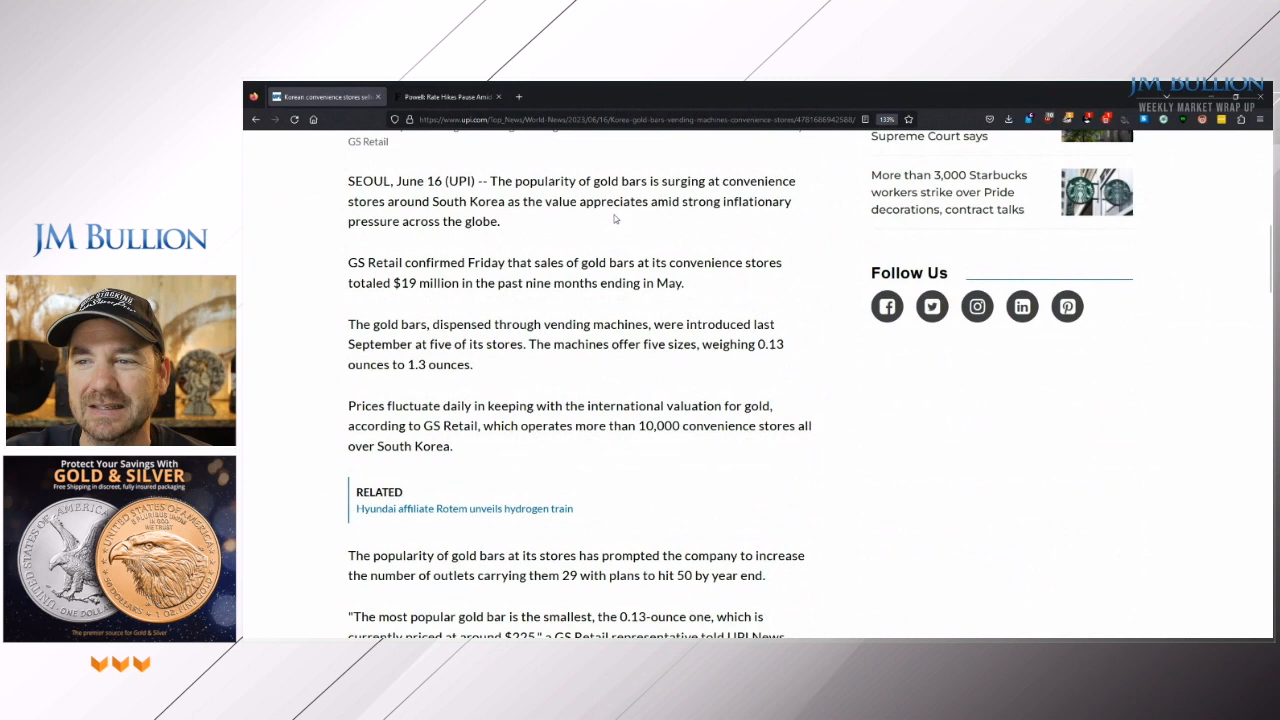 JM BULLION
WEEKLY MARKET WRAP UP
Korean convenience stores sell
Powell: Rate Hikes Pause Amid
https://www.upi.com/Top_News/World-News/2023/06/16/Korea-gold-bars-vending-machines-convenience-stores/4781686942588/
133%
GS Retail
SEOUL, June 16 (UPI) -- The popularity of gold bars is surging at convenience
stores around South Korea as the value appreciates amid strong inflationary
pressure across the globe.
GS Retail confirmed Friday that sales of gold bars at its convenience stores
totaled $19 million in the past nine months ending in May.
The gold bars, dispensed through vending machines, were introduced last
September at five of its stores. The machines offer five sizes, weighing 0.13
ounces to 1.3 ounces.
Prices fluctuate daily in keeping with the international valuation for gold,
according to GS Retail, which operates more than 10,000 convenience stores all
over South Korea.
RELATED
Hyundai affiliate Rotem unveils hydrogen train
The popularity of gold bars at its stores has prompted the company to increase
the number of outlets carrying them 29 with plans to hit 50 by year end.
"The most popular gold bar is the smallest, the 0.13-ounce one, which is
currently priced at around $225," a GS Retail representative told UPI News
Supreme Court says
More than 3,000 Starbucks
workers strike over Pride
decorations, contract talks
Follow Us
JM BULLION
Protect Your Savings With
GOLD & SILVER
Free Shipping in discreet, fully insured packaging
UNITED STATES OF AMERICA
The premier source for Gold & Silver